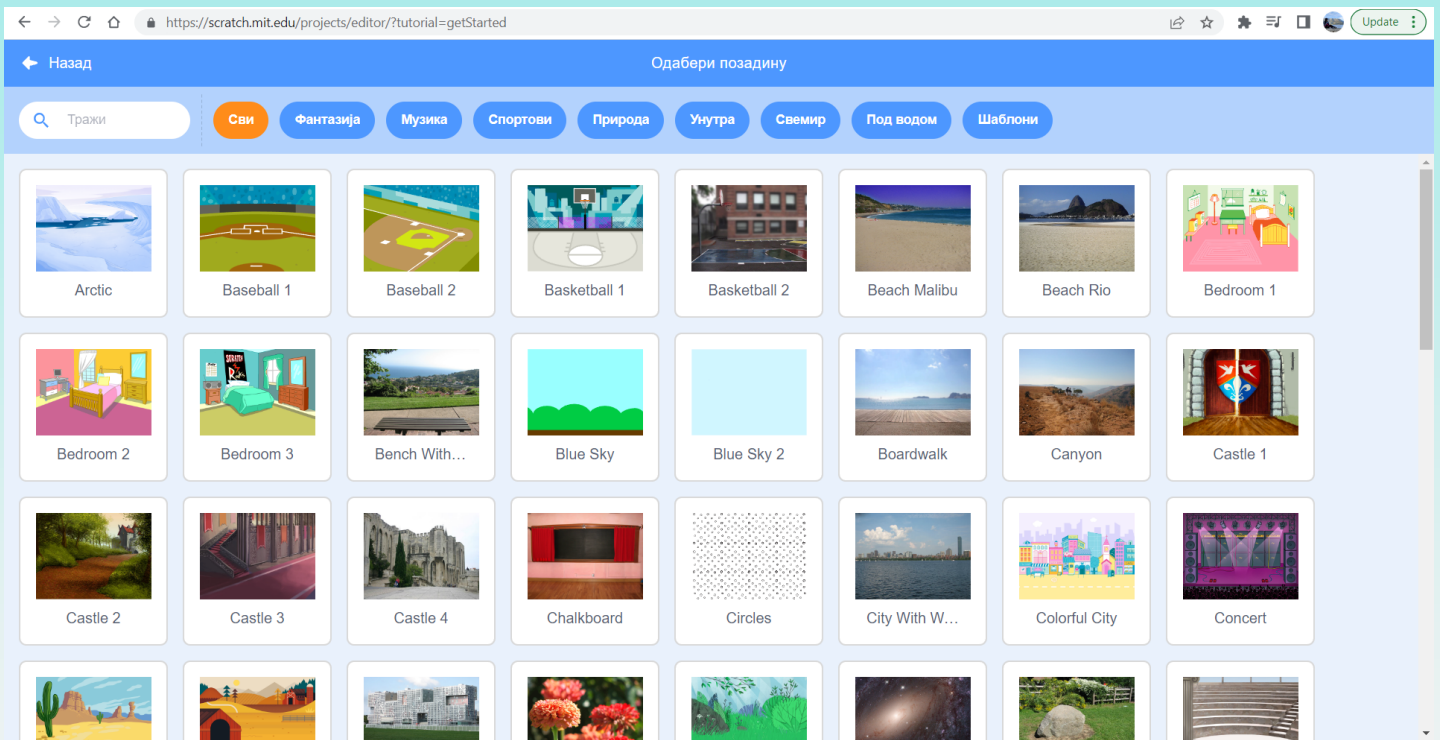 https://scratch.mit.edu/projects/editor/?tutorial=getStarted
Update
Назад
Одабери позадину
Тражи
Сви
Фантазија
Музика
Спортови
Природа
Унутра
Свемир
Под водом
Шаблони
Arctic
Baseball 1
Baseball 2
Basketball 1
Basketball 2
Beach Malibu
Beach Rio
Bedroom 1
Bedroom 2
Bedroom 3
Bench With…
Blue Sky
Blue Sky 2
Boardwalk
Canyon
Castle 1
Castle 2
Castle 3
Castle 4
Chalkboard
Circles
City With W…
Colorful City
Concert